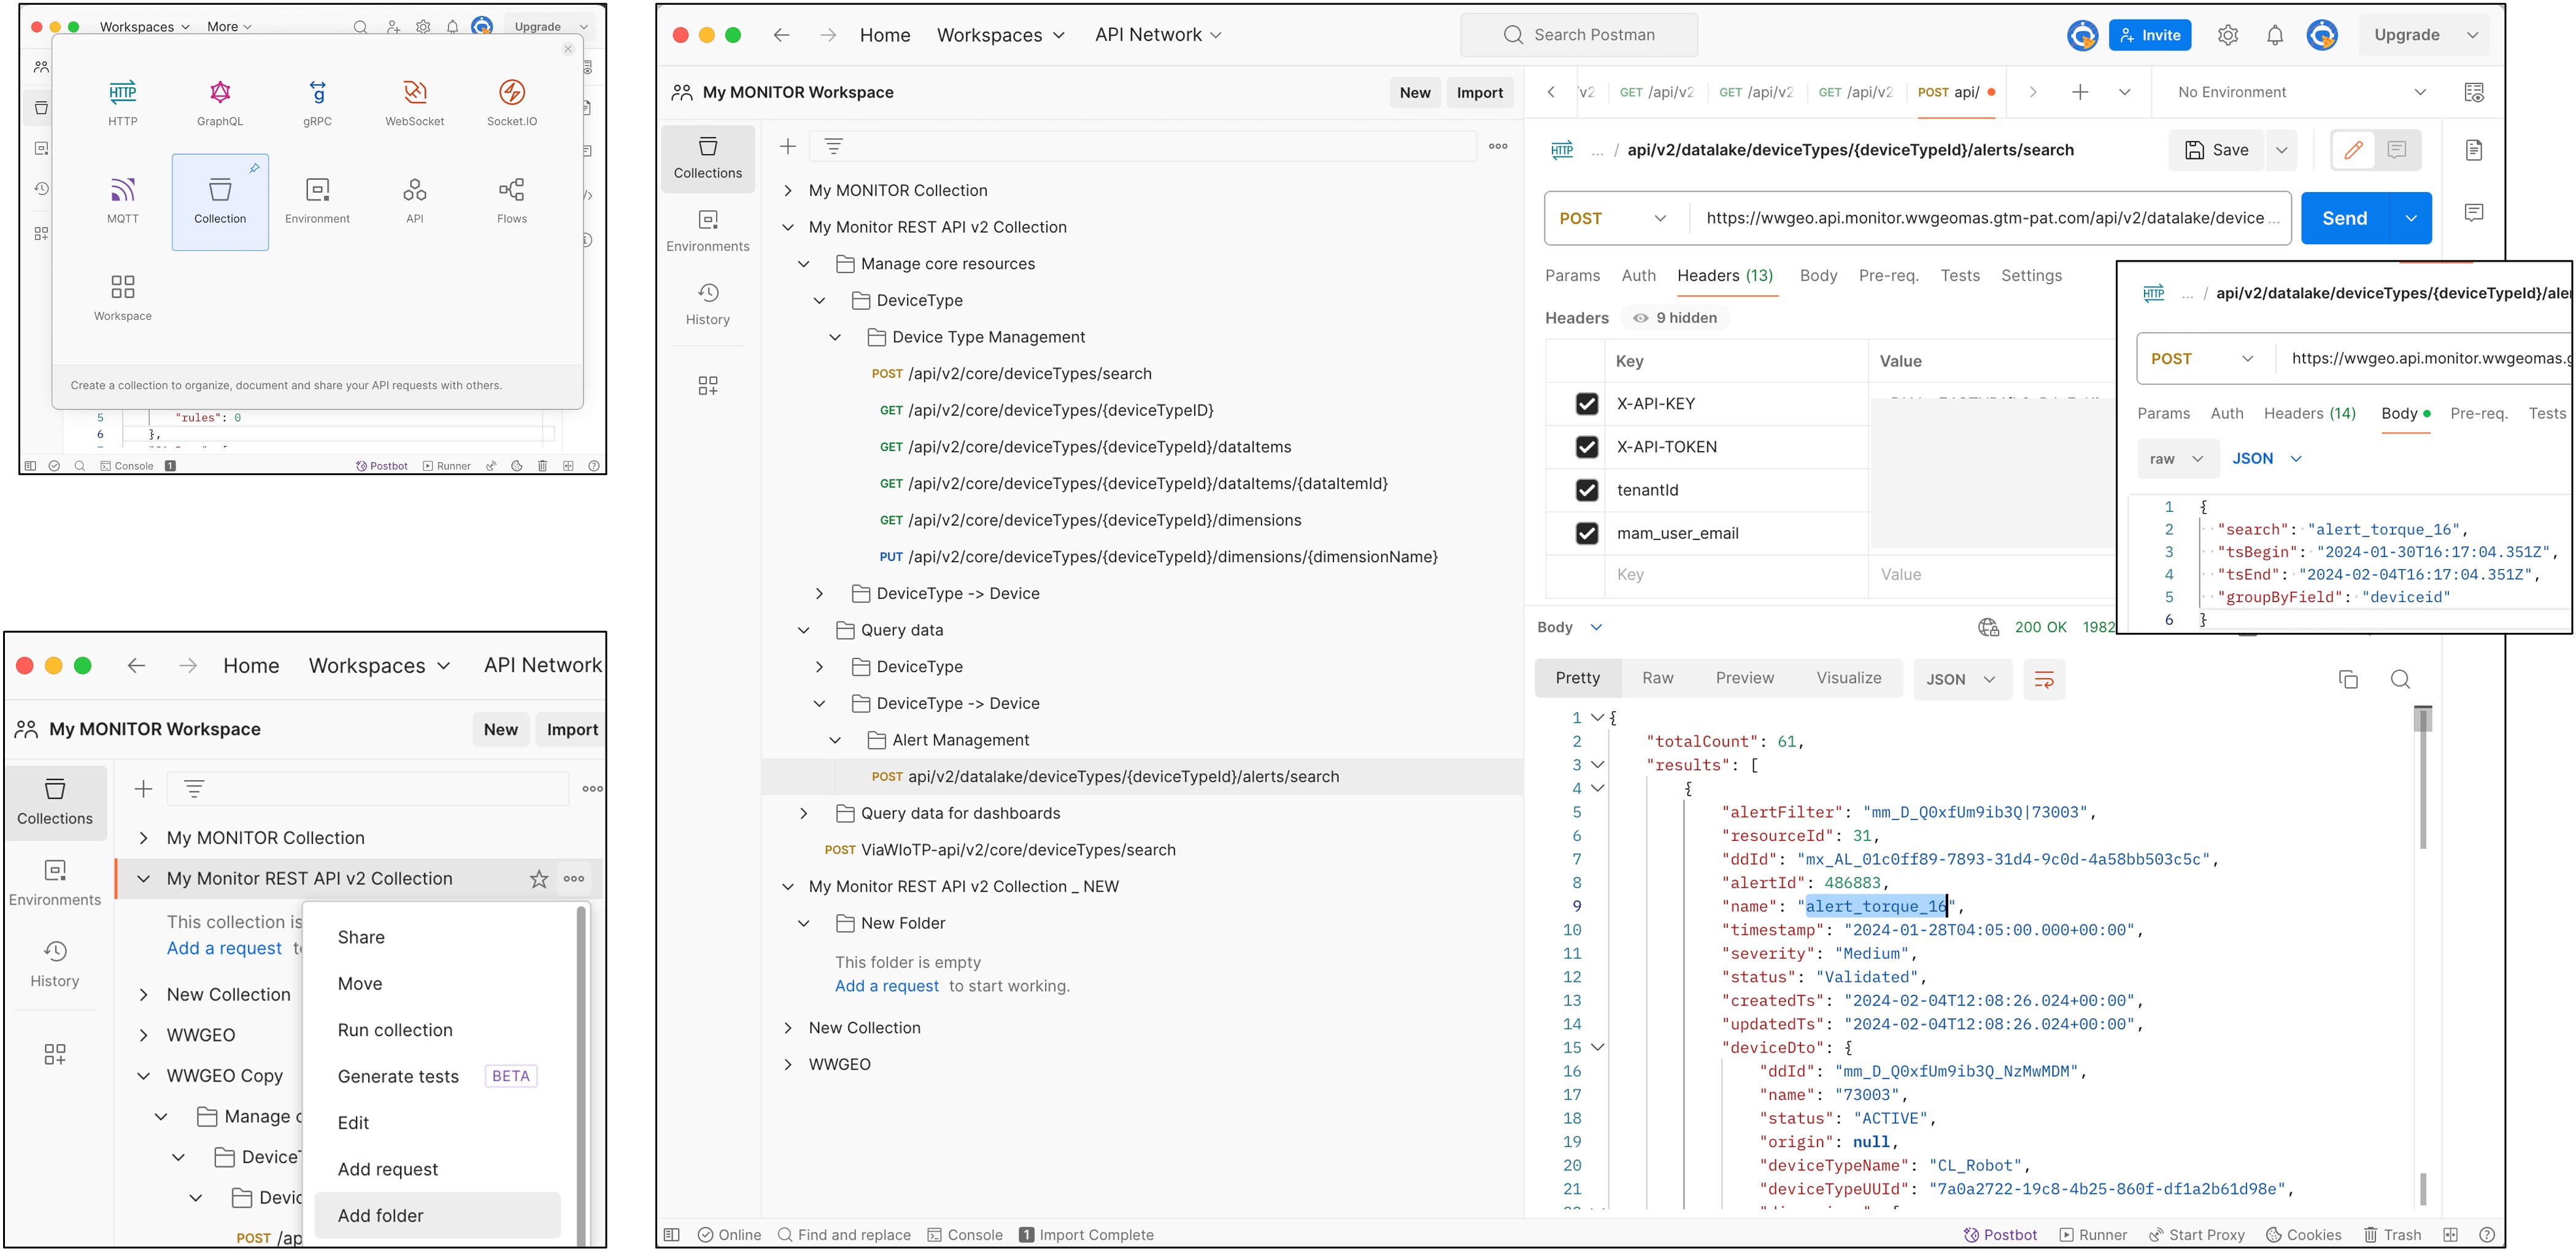 Workspaces More Upgrade
HTTP GraphQL gRPC WebSocket Socket.IO
MQTT Collection Environment API Flows
Workspace
Create a collection to organize, document and share your API requests with others.
5 "rules": 0
6 },
Console 1 Postbot Runner
Home Workspaces API Network
My MONITOR Workspace New Import
Collections
Environments
History
My MONITOR Collection
My Monitor REST API v2 Collection
This collection is
Add a request
New Collection
WWGEO
WWGEO Copy
Manage c
Device
Devic
POST /ap
Share
Move
Run collection
Generate tests BETA
Edit
Add request
Add folder
Home Workspaces API Network Search Postman Invite Upgrade
My MONITOR Workspace New Import
Collections
Environments
History
My MONITOR Collection
My Monitor REST API v2 Collection
Manage core resources
DeviceType
Device Type Management
POST /api/v2/core/deviceTypes/search
GET /api/v2/core/deviceTypes/{deviceTypeID}
GET /api/v2/core/deviceTypes/{deviceTypeId}/dataItems
GET /api/v2/core/deviceTypes/{deviceTypeId}/dataItems/{dataItemId}
GET /api/v2/core/deviceTypes/{deviceTypeId}/dimensions
PUT /api/v2/core/deviceTypes/{deviceTypeId}/dimensions/{dimensionName}
DeviceType -> Device
Query data
DeviceType
DeviceType -> Device
Alert Management
POST api/v2/datalake/deviceTypes/{deviceTypeId}/alerts/search
Query data for dashboards
POST ViaWIoTP-api/v2/core/deviceTypes/search
My Monitor REST API v2 Collection _ NEW
New Folder
This folder is empty
Add a request to start working.
New Collection
WWGEO
/v2 GET /api/v2 GET /api/v2 GET /api/v2 POST api/ No Environment
HTTP ... / api/v2/datalake/deviceTypes/{deviceTypeId}/alerts/search Save
POST https://wwgeo.api.monitor.wwgeomas.gtm-pat.com/api/v2/datalake/device ... Send
Params Auth Headers (13) Body Pre-req. Tests Settings
Headers 9 hidden
Key Value
X-API-KEY
X-API-TOKEN
tenantId
mam_user_email
Key Value
Body 200 OK 1982
Pretty Raw Preview Visualize JSON
1 {
2 "totalCount": 61,
3 "results": [
4 {
5 "alertFilter": "mm_D_Q0xfUm9ib3Q|73003",
6 "resourceId": 31,
7 "ddId": "mx_AL_01c0ff89-7893-31d4-9c0d-4a58bb503c5c",
8 "alertId": 486883,
9 "name": "alert_torque_16",
10 "timestamp": "2024-01-28T04:05:00.000+00:00",
11 "severity": "Medium",
12 "status": "Validated",
13 "createdTs": "2024-02-04T12:08:26.024+00:00",
14 "updatedTs": "2024-02-04T12:08:26.024+00:00",
15 "deviceDto": {
16 "ddId": "mm_D_Q0xfUm9ib3Q_NzMwMDM",
17 "name": "73003",
18 "status": "ACTIVE",
19 "origin": null,
20 "deviceTypeName": "CL_Robot",
21 "deviceTypeUUId": "7a0a2722-19c8-4b25-860f-df1a2b61d98e",
Online Find and replace Console 1 Import Complete Postbot Runner Start Proxy Cookies Trash
HTTP ... / api/v2/datalake/deviceTypes/{deviceTypeId}/aler
POST https://wwgeo.api.monitor.wwgeomas.g
Params Auth Headers (14) Body Pre-req. Tests
raw JSON
1 {
2 "search": "alert_torque_16",
3 "tsBegin": "2024-01-30T16:17:04.351Z",
4 "tsEnd": "2024-02-04T16:17:04.351Z",
5 "groupByField": "deviceid"
6 }